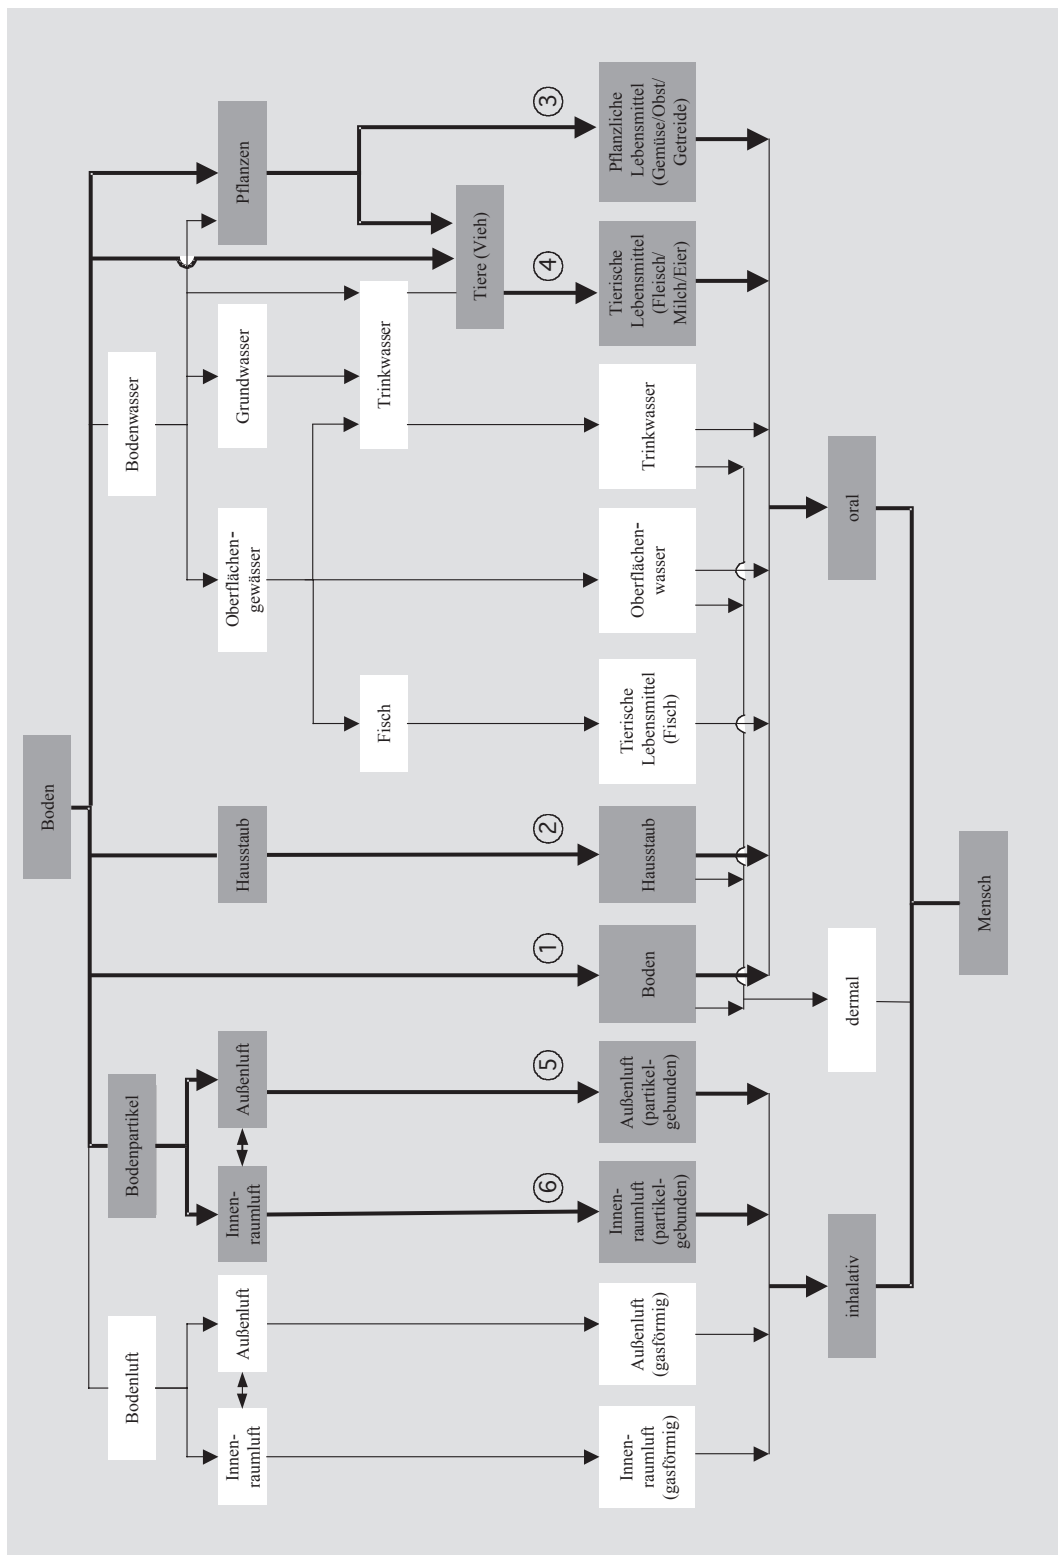 Boden
Bodenluft
Bodenpartikel
Bodenwasser
Innen-
raumluft
Außenluft
Innen-
raumluft
Außenluft
Hausstaub
Oberflächen-
gewässer
Grundwasser
Pflanzen
Fisch
Trinkwasser
Tiere (Vieh)
⑥
⑤
①
②
④
③
Innen-
raumluft
(gasförmig)
Außenluft
(gasförmig)
Innen-
raumluft
(partikel-
gebunden)
Außenluft
(partikel-
gebunden)
Boden
Hausstaub
Tierische
Lebensmittel
(Fisch)
Oberflächen-
wasser
Trinkwasser
Tierische
Lebensmittel
(Fleisch/
Milch/Eier)
Pflanzliche
Lebensmittel
(Gemüse/Obst/
Getreide)
inhalativ
dermal
oral
Mensch